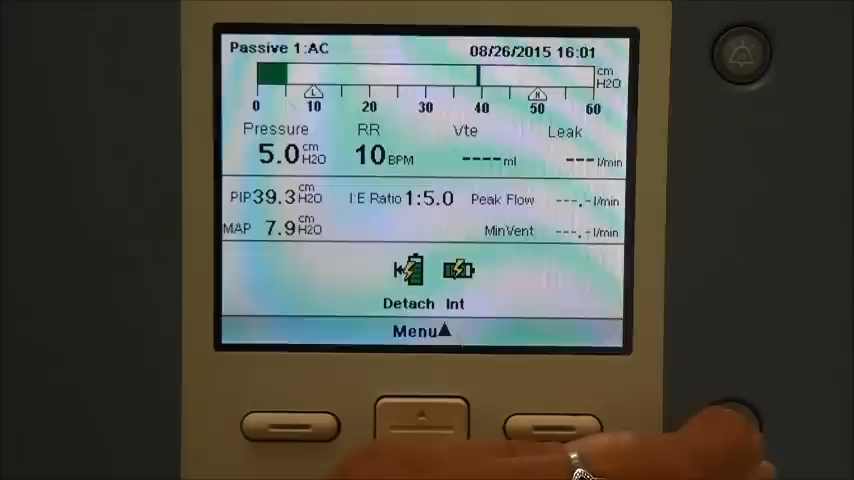 Passive 1:AC 08/26/2015 16:01
cm H2O
L H
0 10 20 30 40 50 60
Pressure RR Vte Leak
5.0 cm H2O 10 BPM ---- ml --- l/min
PIP 39.3 cm H2O I:E Ratio 1:5.0 Peak Flow ---.- l/min
MAP 7.9 cm H2O MinVent ---.- l/min
Detach Int
Menu